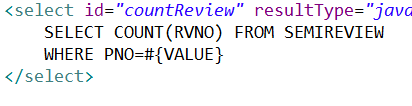 <select id="countReview" resultType="java
SELECT COUNT(RVNO) FROM SEMIREVIEW
WHERE PNO=#{VALUE}
</select>